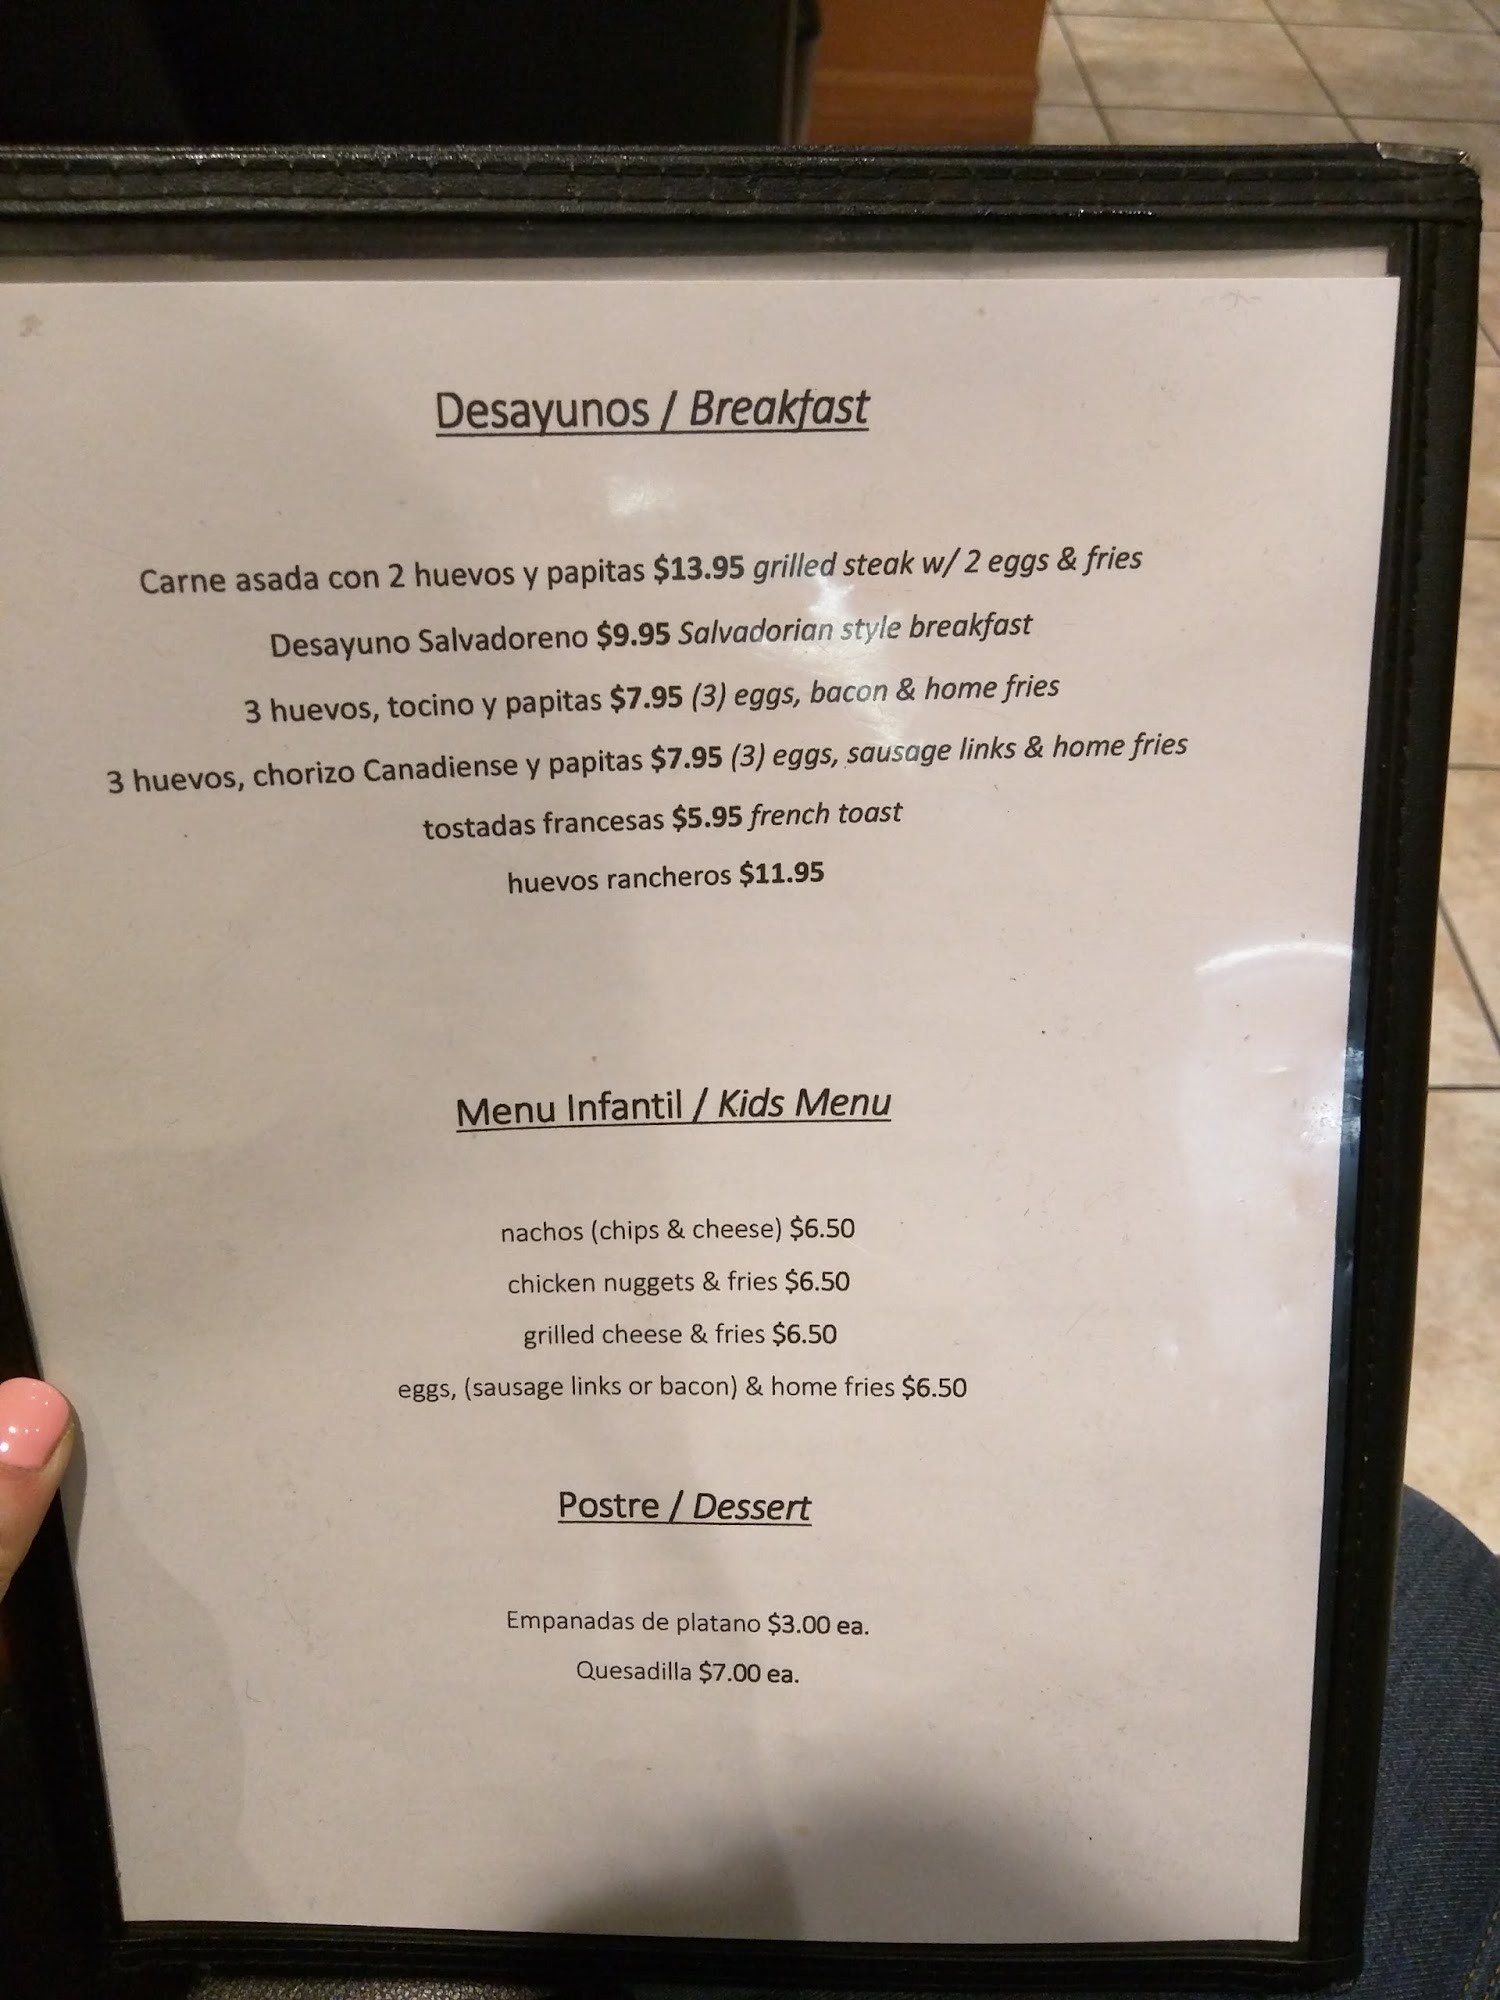 Desayunos / Breakfast
Carne asada con 2 huevos y papitas $13.95 grilled steak w/ 2 eggs & fries
Desayuno Salvadoreno $9.95 Salvadorian style breakfast
3 huevos, tocino y papitas $7.95 (3) eggs, bacon & home fries
3 huevos, chorizo Canadiense y papitas $7.95 (3) eggs, sausage links & home fries
tostadas francesas $5.95 french toast
huevos rancheros $11.95
Menu Infantil / Kids Menu
nachos (chips & cheese) $6.50
chicken nuggets & fries $6.50
grilled cheese & fries $6.50
eggs, (sausage links or bacon) & home fries $6.50
Postre / Dessert
Empanadas de platano $3.00 ea.
Quesadilla $7.00 ea.